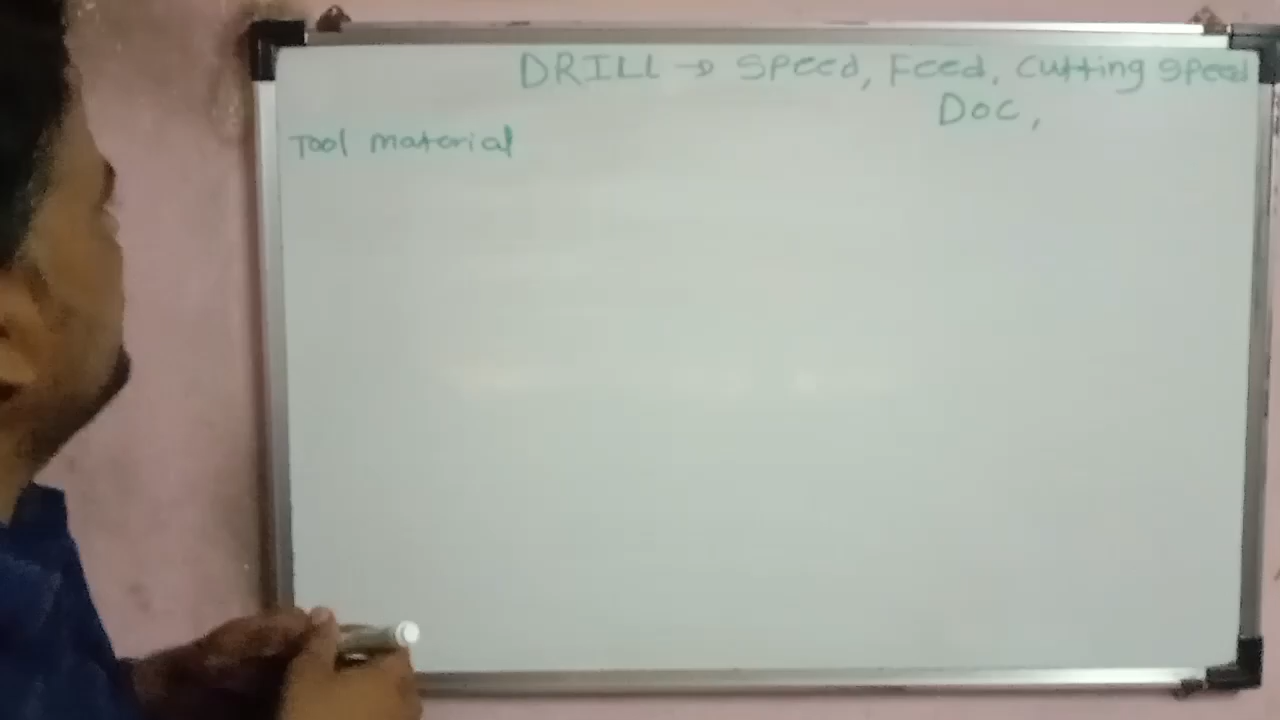 DRILL → Speed, Feed, Cutting Speed
DOC,
Tool material